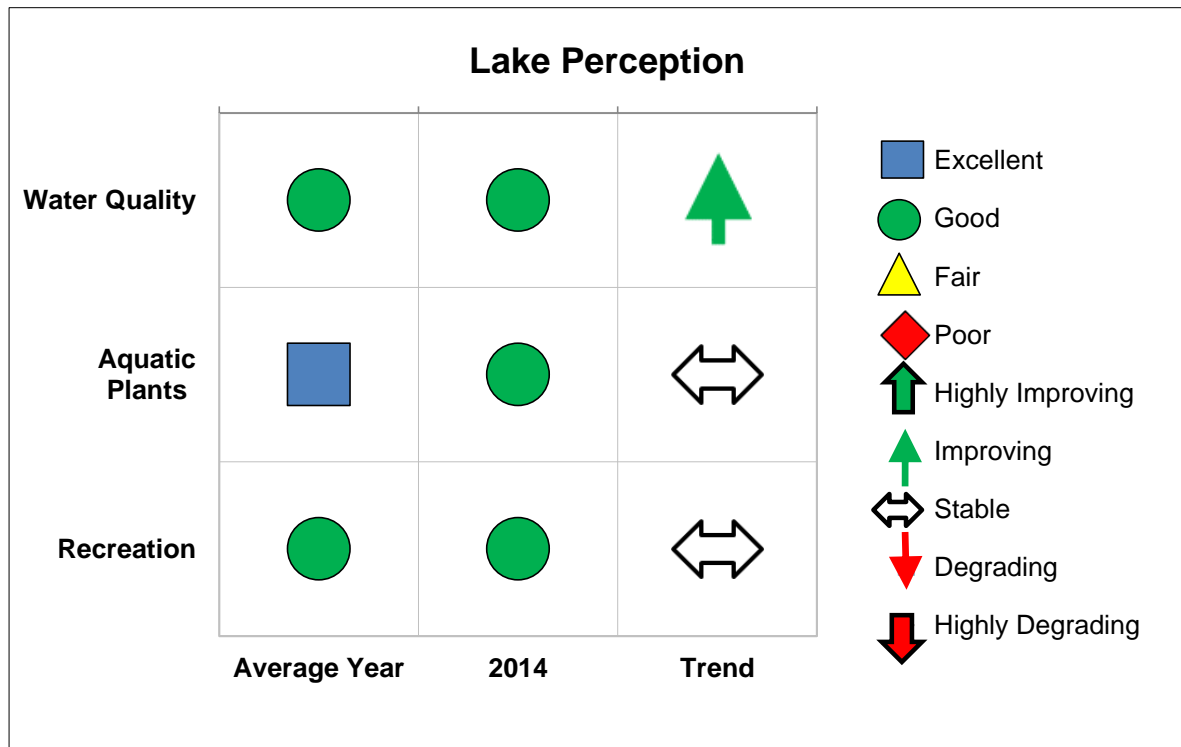 Lake Perception
Water Quality
Aquatic
Plants
Recreation
Average Year
2014
Trend
Excellent
Good
Fair
Poor
Highly Improving
Improving
Stable
Degrading
Highly Degrading